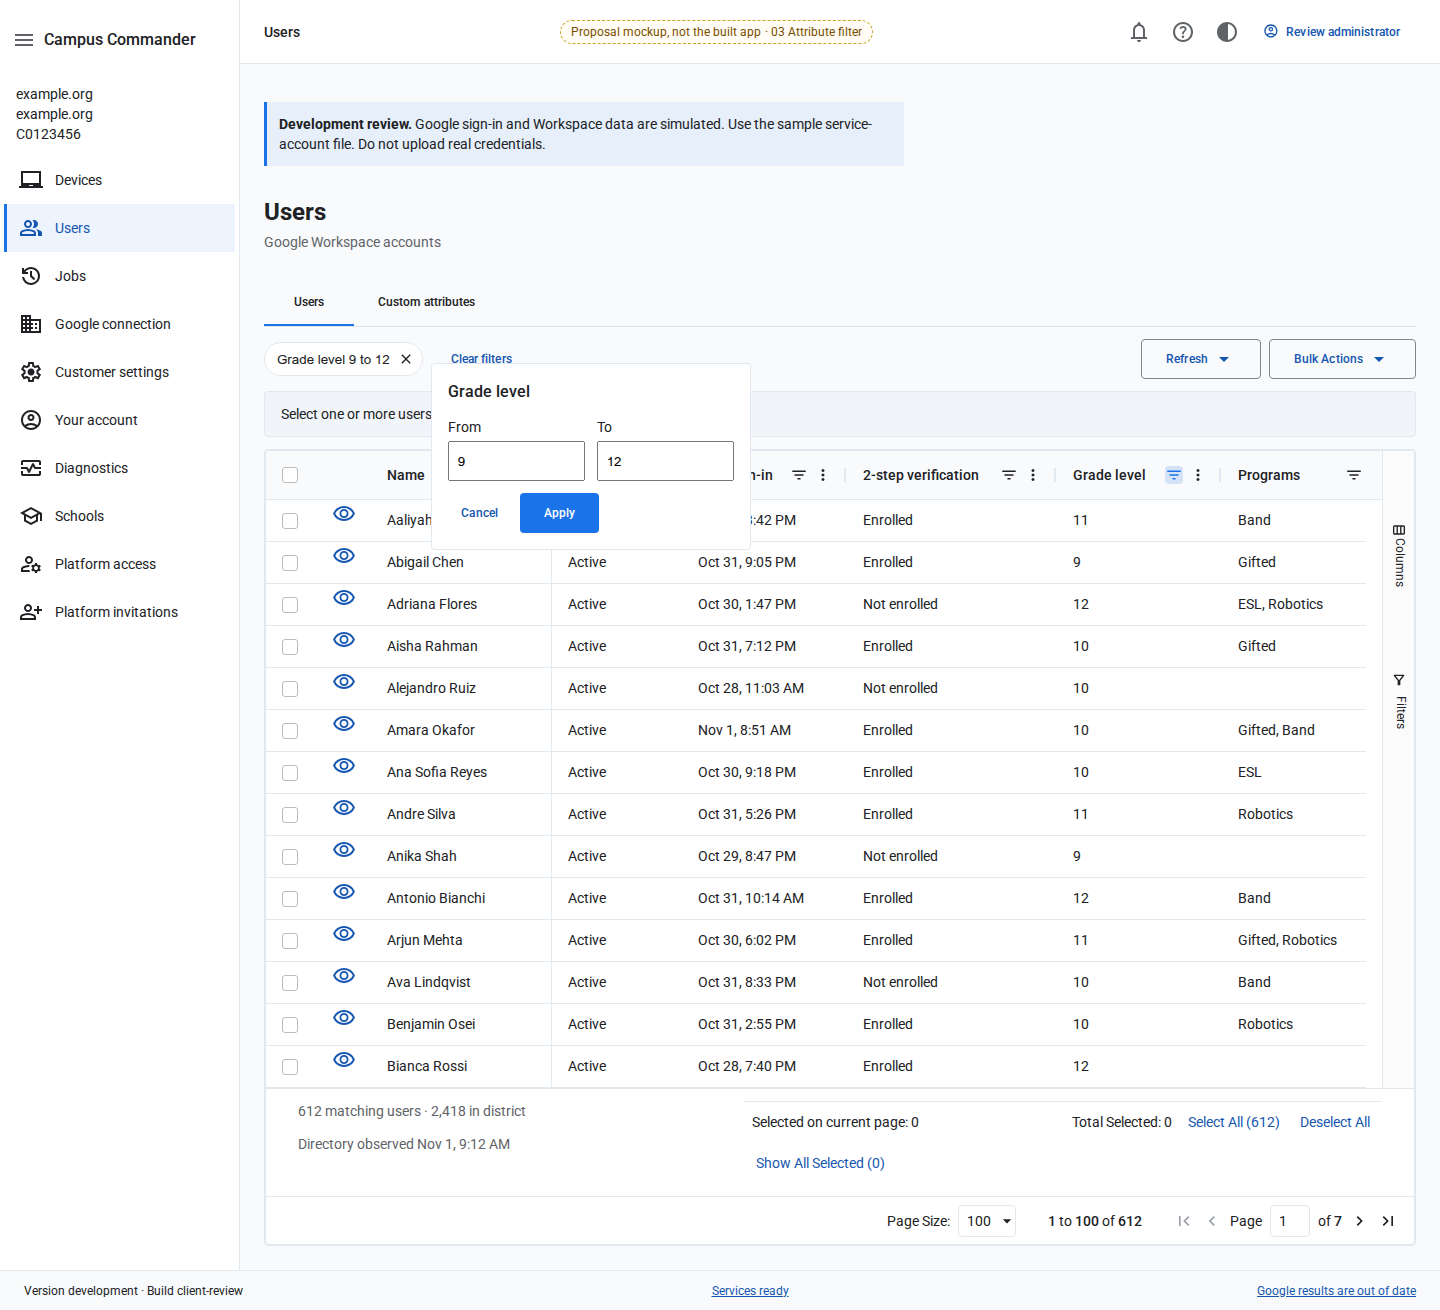 Campus Commander
Users
Proposal mockup, not the built app · 03 Attribute filter
Review administrator
example.org
example.org
C0123456
Devices
Users
Jobs
Google connection
Customer settings
Your account
Diagnostics
Schools
Platform access
Platform invitations
Development review. Google sign-in and Workspace data are simulated. Use the sample service-
account file. Do not upload real credentials.
Users
Google Workspace accounts
Users Custom attributes
Grade level 9 to 12 Clear filters Refresh Bulk Actions
Select one or more users
Grade level
From To
9 12
Cancel Apply
Name n-in 2-step verification Grade level Programs
Aaliyah :42 PM Enrolled 11 Band
Abigail Chen Active Oct 31, 9:05 PM Enrolled 9 Gifted
Adriana Flores Active Oct 30, 1:47 PM Not enrolled 12 ESL, Robotics
Aisha Rahman Active Oct 31, 7:12 PM Enrolled 10 Gifted
Alejandro Ruiz Active Oct 28, 11:03 AM Not enrolled 10
Amara Okafor Active Nov 1, 8:51 AM Enrolled 10 Gifted, Band
Ana Sofia Reyes Active Oct 30, 9:18 PM Enrolled 10 ESL
Andre Silva Active Oct 31, 5:26 PM Enrolled 11 Robotics
Anika Shah Active Oct 29, 8:47 PM Not enrolled 9
Antonio Bianchi Active Oct 31, 10:14 AM Enrolled 12 Band
Arjun Mehta Active Oct 30, 6:02 PM Enrolled 11 Gifted, Robotics
Ava Lindqvist Active Oct 31, 8:33 PM Not enrolled 10 Band
Benjamin Osei Active Oct 31, 2:55 PM Enrolled 10 Robotics
Bianca Rossi Active Oct 28, 7:40 PM Enrolled 12
Columns
Filters
612 matching users · 2,418 in district
Directory observed Nov 1, 9:12 AM
Selected on current page: 0 Total Selected: 0 Select All (612) Deselect All
Show All Selected (0)
Page Size: 100 1 to 100 of 612 Page 1 of 7
Version development · Build client-review Services ready Google results are out of date